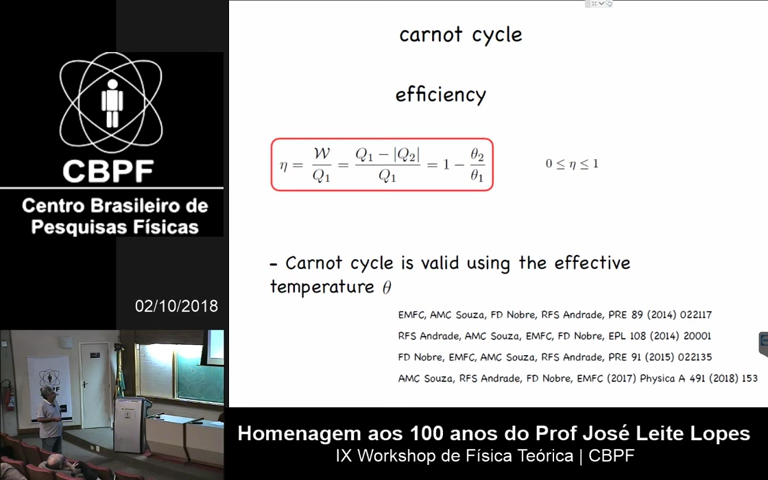 CBPF
Centro Brasileiro de
Pesquisas Físicas
02/10/2018
carnot cycle
efficiency
η = W/Q₁ = (Q₁ − |Q₂|)/Q₁ = 1 − θ₂/θ₁    0 ≤ η ≤ 1
- Carnot cycle is valid using the effective
temperature θ
EMFC, AMC Souza, FD Nobre, RFS Andrade, PRE 89 (2014) 022117
RFS Andrade, AMC Souza, EMFC, FD Nobre, EPL 108 (2014) 20001
FD Nobre, EMFC, AMC Souza, RFS Andrade, PRE 91 (2015) 022135
AMC Souza, RFS Andrade, FD Nobre, EMFC (2017) Physica A 491 (2018) 153
Homenagem aos 100 anos do Prof José Leite Lopes
IX Workshop de Física Teórica | CBPF